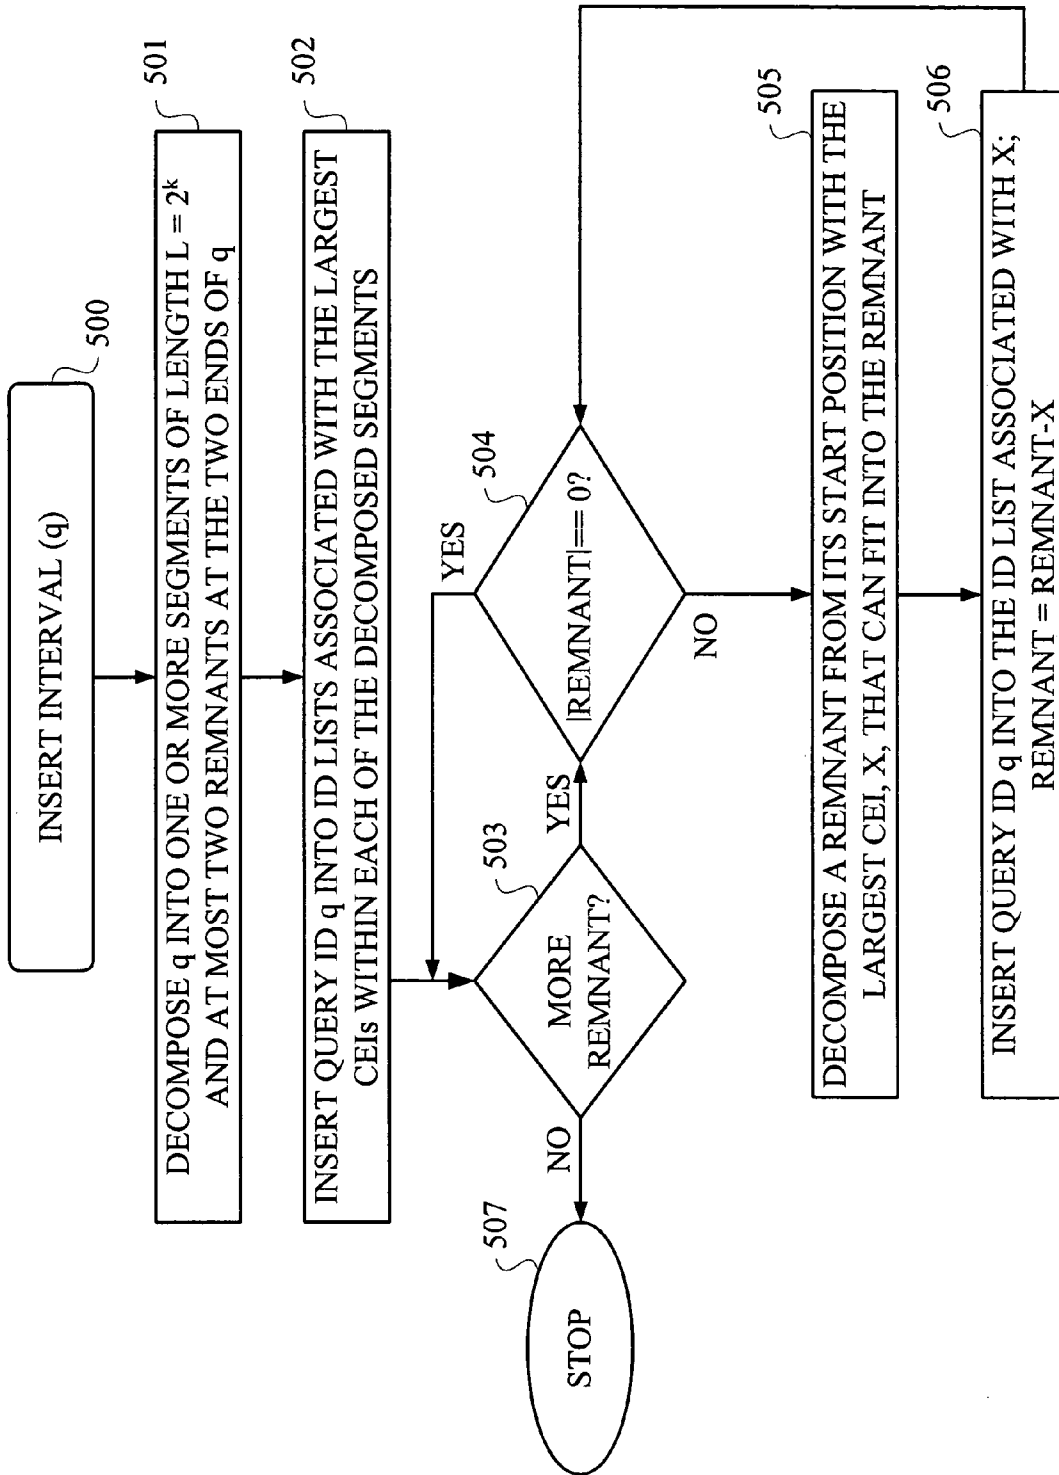 INSERT INTERVAL (q)
500
501
DECOMPOSE q INTO ONE OR MORE SEGMENTS OF LENGTH L = 2^k
AND AT MOST TWO REMNANTS AT THE TWO ENDS OF q
502
INSERT QUERY ID q INTO ID LISTS ASSOCIATED WITH THE LARGEST
CEIs WITHIN EACH OF THE DECOMPOSED SEGMENTS
503
MORE
REMNANT?
YES
NO
504
|REMNANT|== 0?
YES
NO
507
STOP
505
DECOMPOSE A REMNANT FROM ITS START POSITION WITH THE
LARGEST CEI, X, THAT CAN FIT INTO THE REMNANT
506
INSERT QUERY ID q INTO THE ID LIST ASSOCIATED WITH X;
REMNANT = REMNANT-X